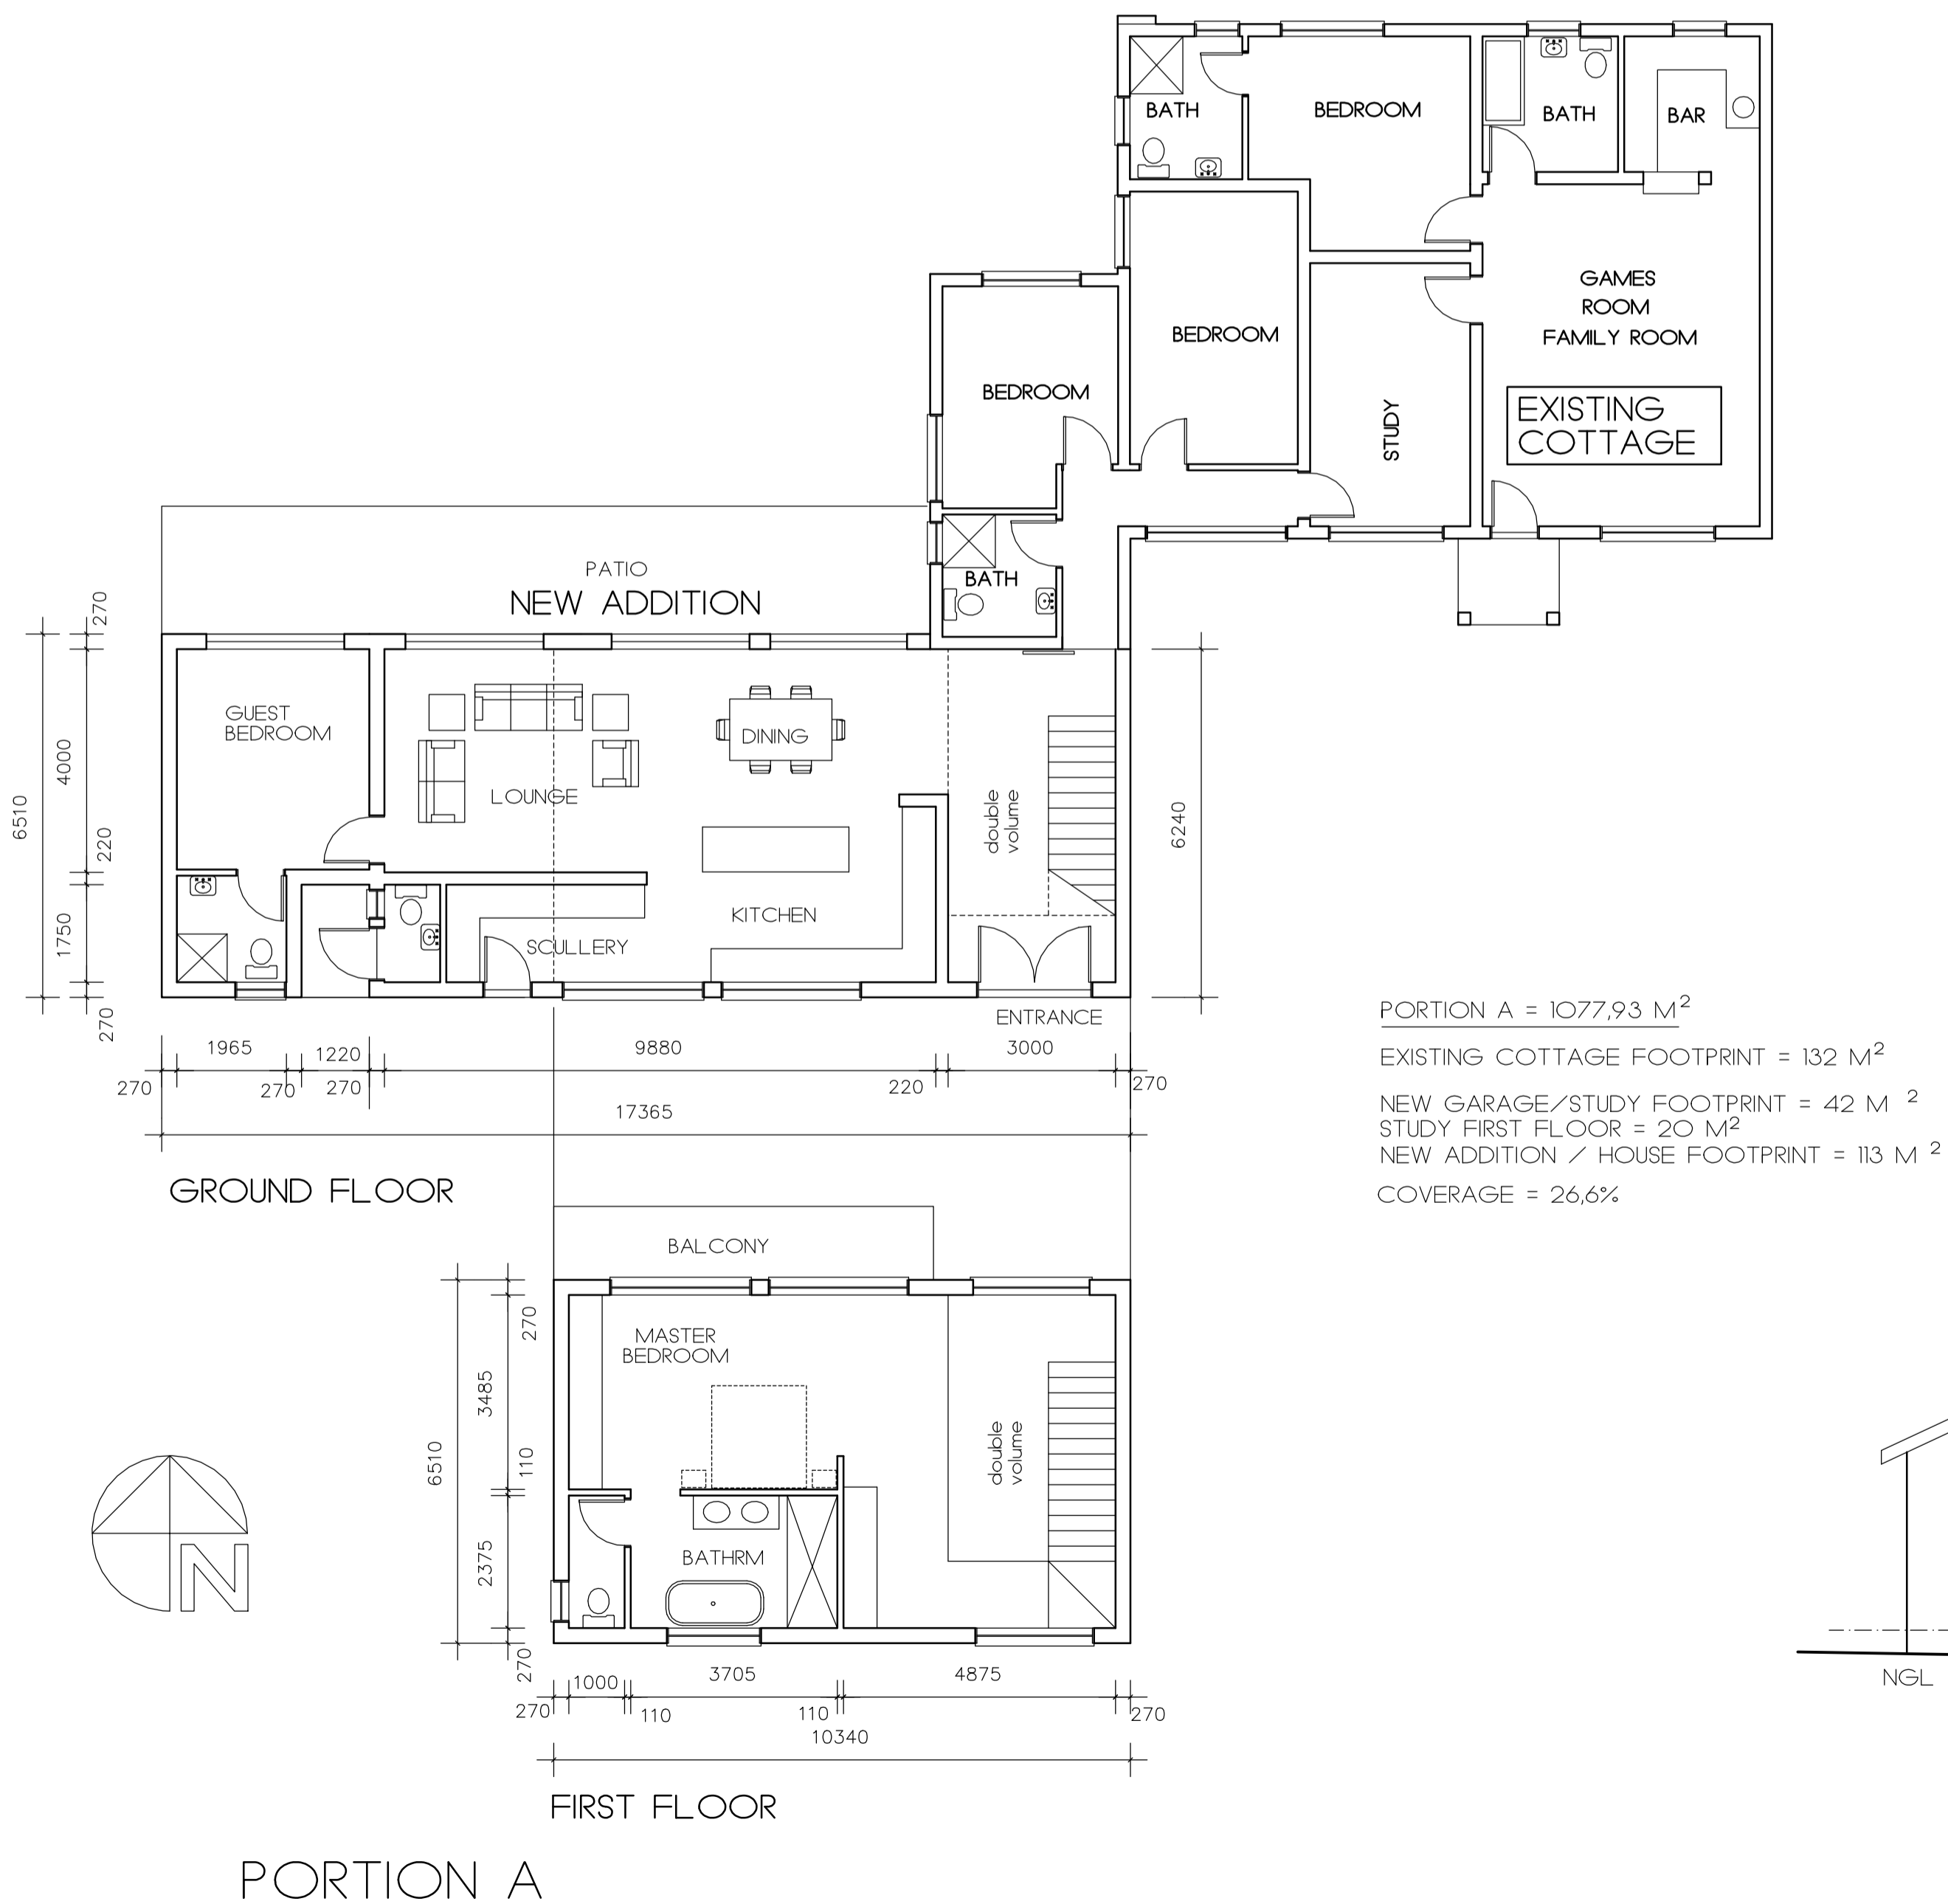 BATH
BEDROOM
BATH
BAR
GAMES
ROOM
FAMILY ROOM
BEDROOM
BEDROOM
STUDY
EXISTING
COTTAGE
PATIO
NEW ADDITION
BATH
270
4000
6510
220
1750
270
GUEST
BEDROOM
LOUNGE
DINING
double
volume
6240
KITCHEN
SCULLERY
ENTRANCE
1965
1220
9880
3000
270
270
270
220
270
17365
GROUND FLOOR
PORTION A = 1077,93 M²
EXISTING COTTAGE FOOTPRINT = 132 M²
NEW GARAGE/STUDY FOOTPRINT = 42 M ²
STUDY FIRST FLOOR = 20 M²
NEW ADDITION / HOUSE FOOTPRINT = 113 M ²
COVERAGE = 26,6%
BALCONY
270
3485
110
6510
2375
270
MASTER
BEDROOM
double
volume
BATHRM
N
1000
3705
4875
270
110
110
270
10340
FIRST FLOOR
NGL
PORTION A